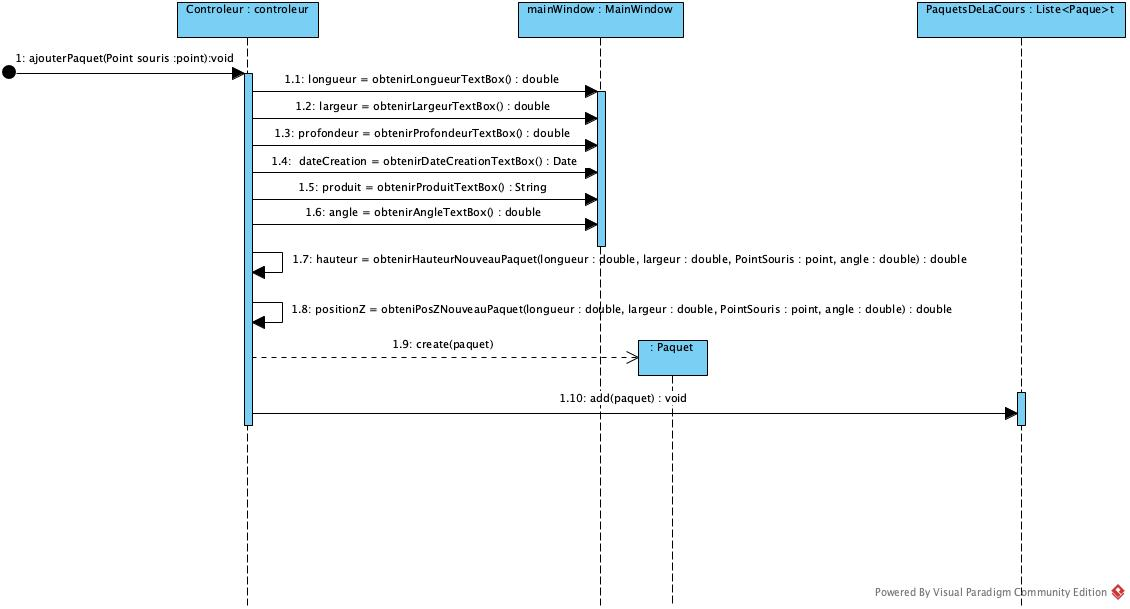 Controleur : controleur
mainWindow : MainWindow
PaquetsDeLaCours : Liste<Paque>t
1: ajouterPaquet(Point souris :point):void
1.1: longueur = obtenirLongueurTextBox() : double
1.2: largeur = obtenirLargeurTextBox() : double
1.3: profondeur = obtenirProfondeurTextBox() : double
1.4:  dateCreation = obtenirDateCreationTextBox() : Date
1.5: produit = obtenirProduitTextBox() : String
1.6: angle = obtenirAngleTextBox() : double
1.7: hauteur = obtenirHauteurNouveauPaquet(longueur : double, largeur : double, PointSouris : point, angle : double) : double
1.8: positionZ = obteniPosZNouveauPaquet(longueur : double, largeur : double, PointSouris : point, angle : double) : double
1.9: create(paquet)
: Paquet
1.10: add(paquet) : void
Powered By Visual Paradigm Community Edition